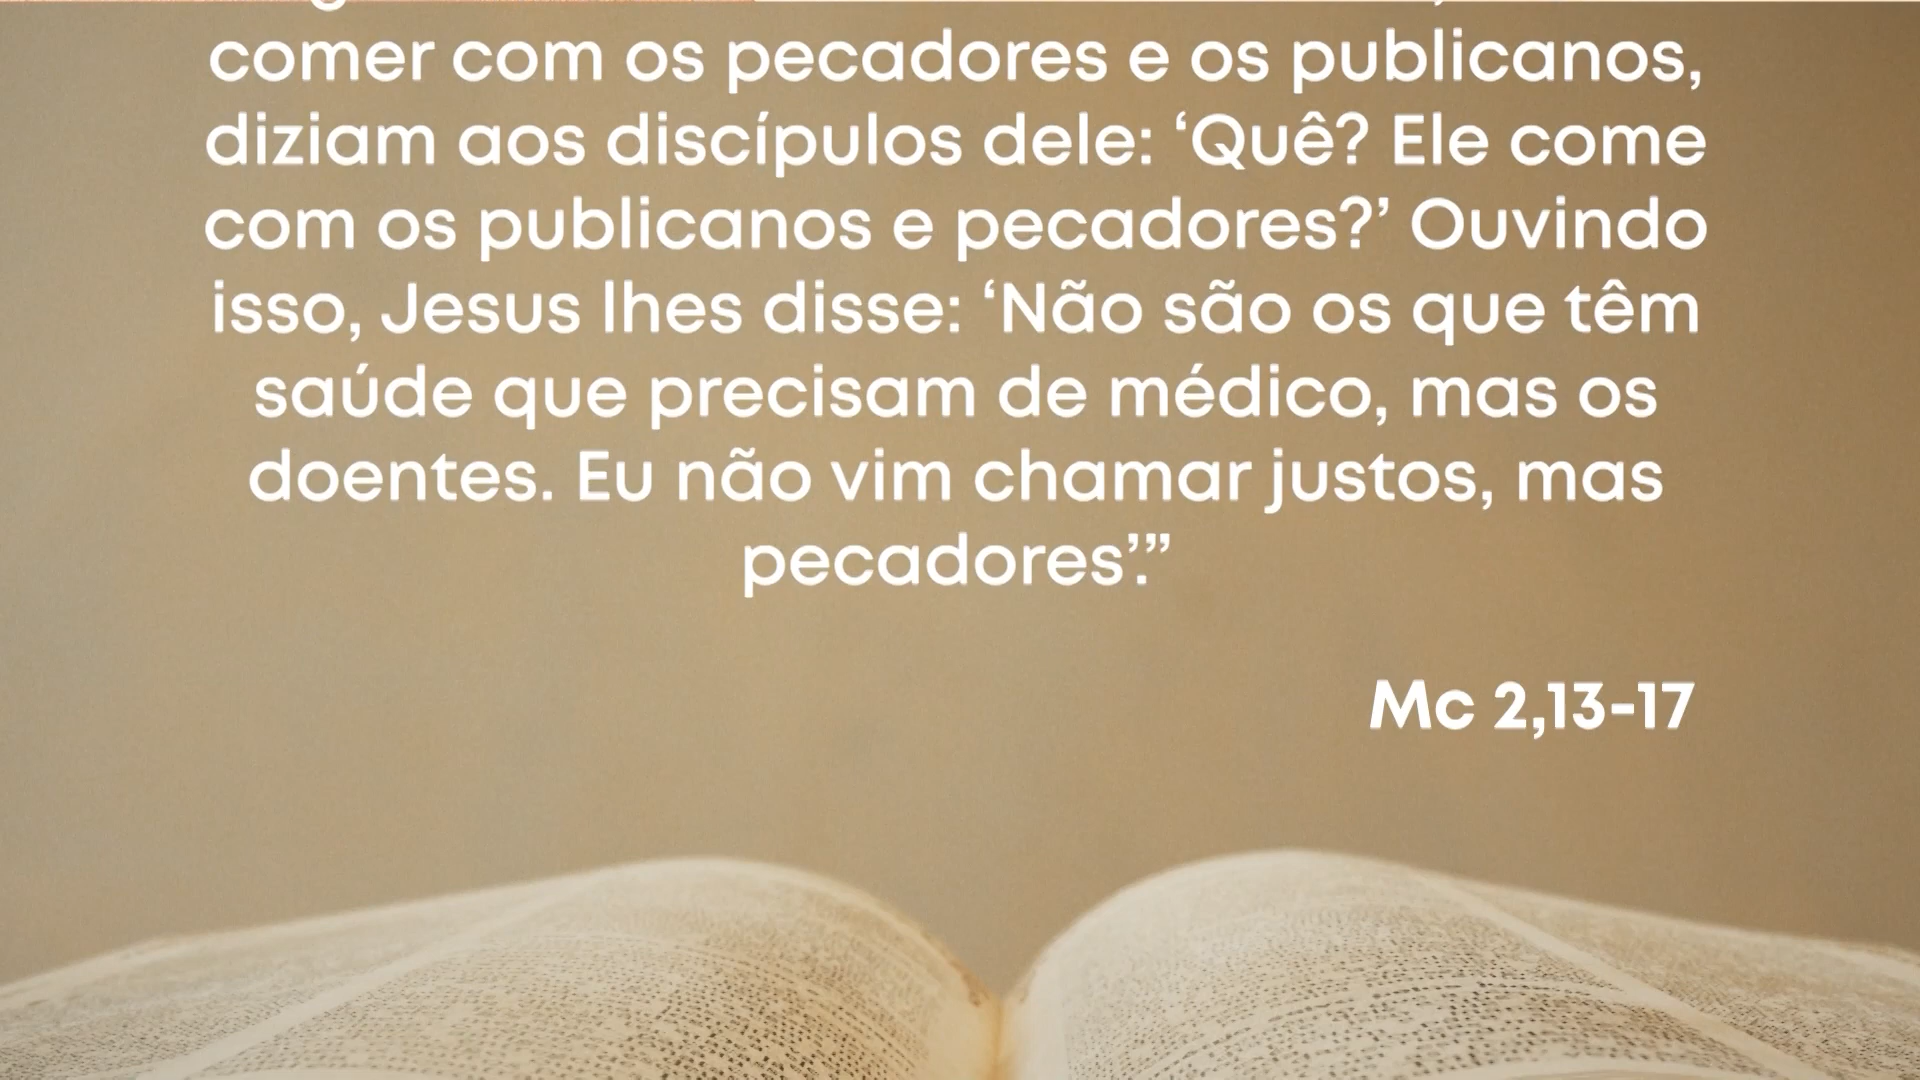 comer com os pecadores e os publicanos,
diziam aos discípulos dele: ‘Quê? Ele come
com os publicanos e pecadores?’ Ouvindo
isso, Jesus lhes disse: ‘Não são os que têm
saúde que precisam de médico, mas os
doentes. Eu não vim chamar justos, mas
pecadores’.”
Mc 2,13-17